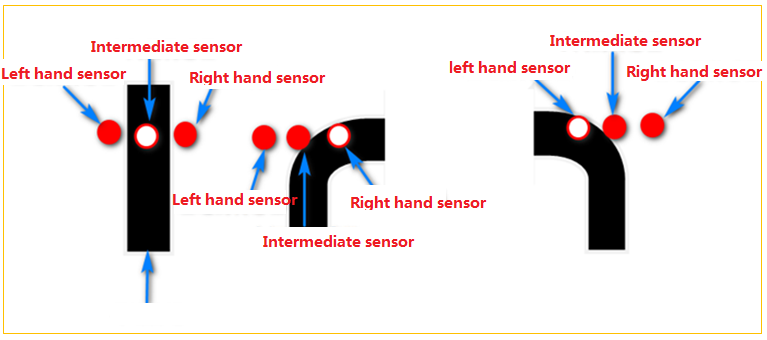 Intermediate sensor
Left hand sensor
Right hand sensor
Left hand sensor
Right hand sensor
Intermediate sensor
Intermediate sensor
left hand sensor
Right hand sensor